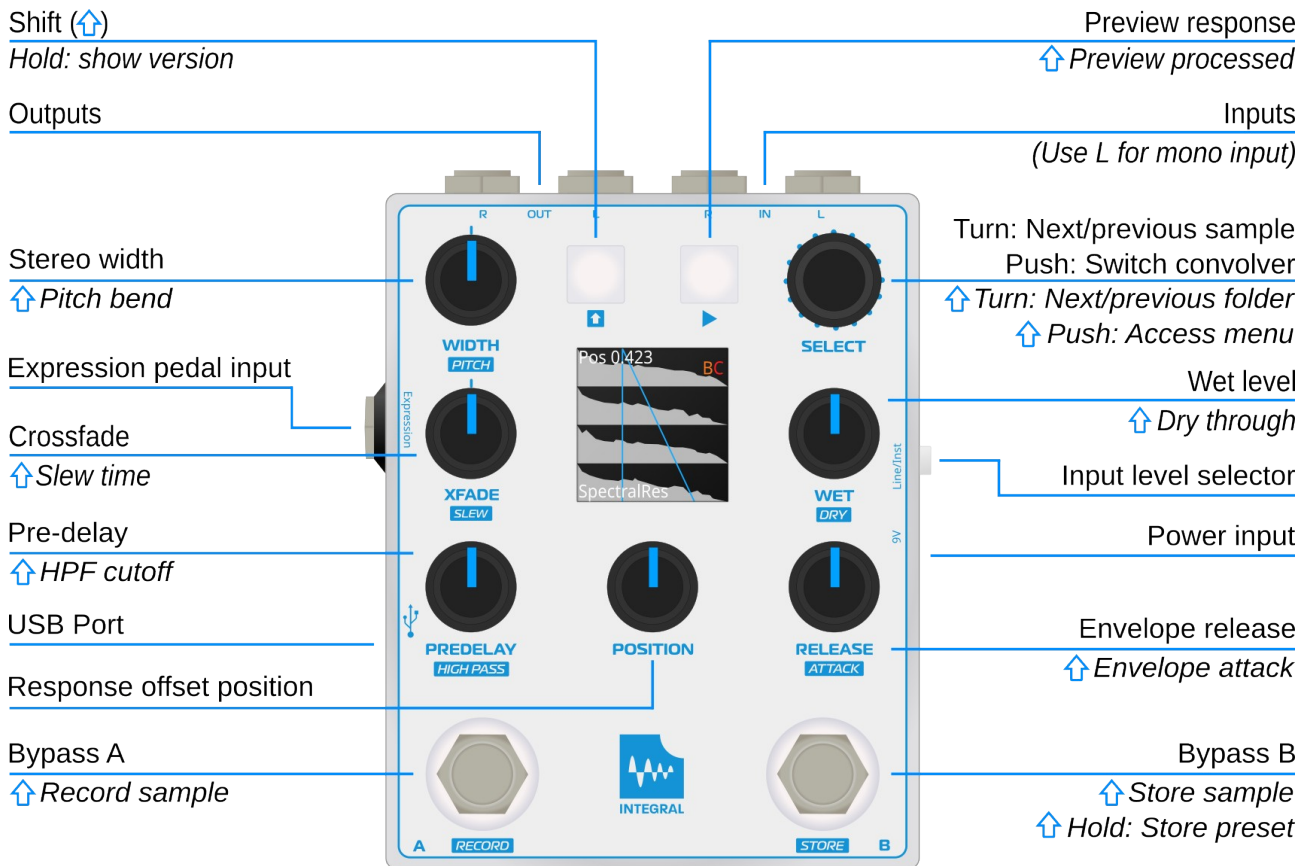 Shift (⇧)
Hold: show version
Outputs
Stereo width
⇧ Pitch bend
Expression pedal input
Crossfade
⇧ Slew time
Pre-delay
⇧ HPF cutoff
USB Port
Response offset position
Bypass A
⇧ Record sample
Preview response
⇧ Preview processed
Inputs
(Use L for mono input)
Turn: Next/previous sample
Push: Switch convolver
⇧ Turn: Next/previous folder
⇧ Push: Access menu
Wet level
⇧ Dry through
Input level selector
Power input
Envelope release
⇧ Envelope attack
Bypass B
⇧ Store sample
⇧ Hold: Store preset
R OUT L R IN L
WIDTH
PITCH
SELECT
Pos 0.423
BC
SpectralRes
Expression
XFADE
SLEW
WET
DRY
Line/Inst
9V
PREDELAY
HIGH PASS
POSITION
RELEASE
ATTACK
INTEGRAL
A RECORD
STORE B